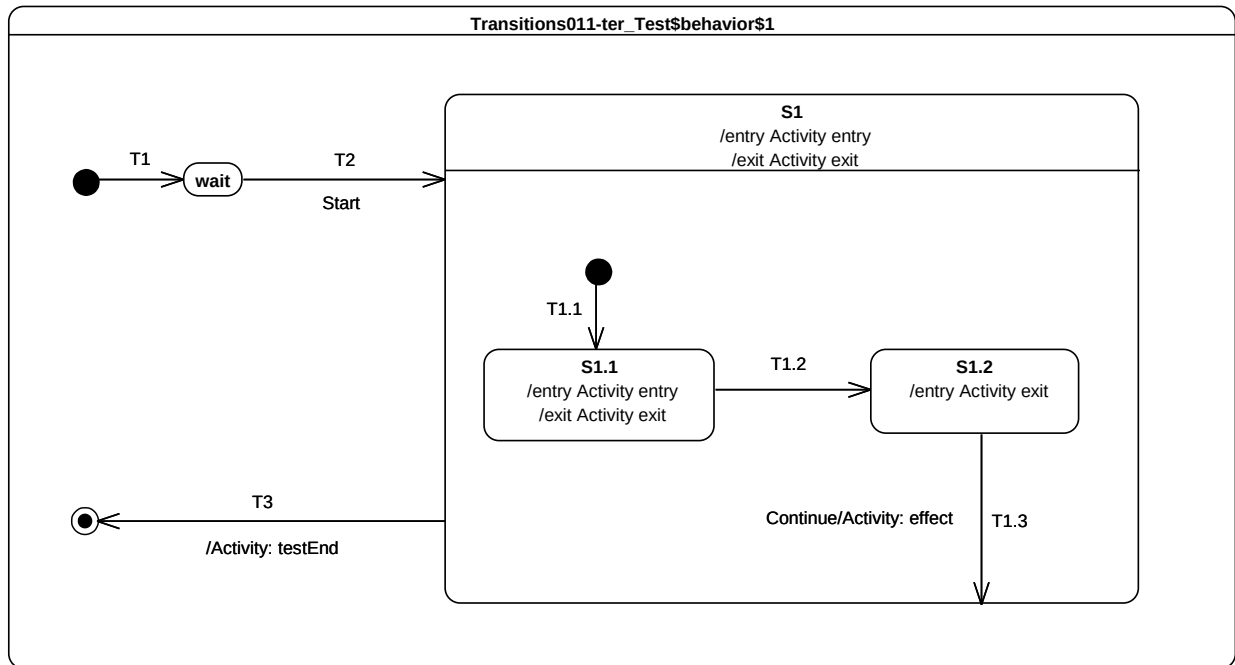 Transitions011-ter_Test$behavior$1
S1
/entry Activity entry
/exit Activity exit
T1
wait
T2
Start
T1.1
S1.1
/entry Activity entry
/exit Activity exit
T1.2
S1.2
/entry Activity exit
T3
/Activity: testEnd
Continue/Activity: effect
T1.3